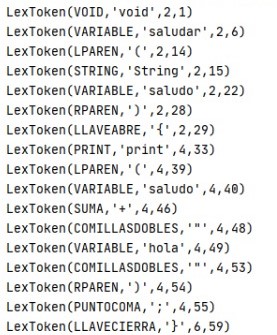 LexToken(VOID,'void',2,1)
LexToken(VARIABLE,'saludar',2,6)
LexToken(LPAREN,'(',2,14)
LexToken(STRING,'String',2,15)
LexToken(VARIABLE,'saludo',2,22)
LexToken(RPAREN,')',2,28)
LexToken(LLAVEABRE,'{',2,29)
LexToken(PRINT,'print',4,33)
LexToken(LPAREN,'(',4,39)
LexToken(VARIABLE,'saludo',4,40)
LexToken(SUMA,'+',4,46)
LexToken(COMILLASDOBLES,'"',4,48)
LexToken(VARIABLE,'hola',4,49)
LexToken(COMILLASDOBLES,'"',4,53)
LexToken(RPAREN,')',4,54)
LexToken(PUNTOCOMA,';',4,55)
LexToken(LLAVECIERRA,'}',6,59)